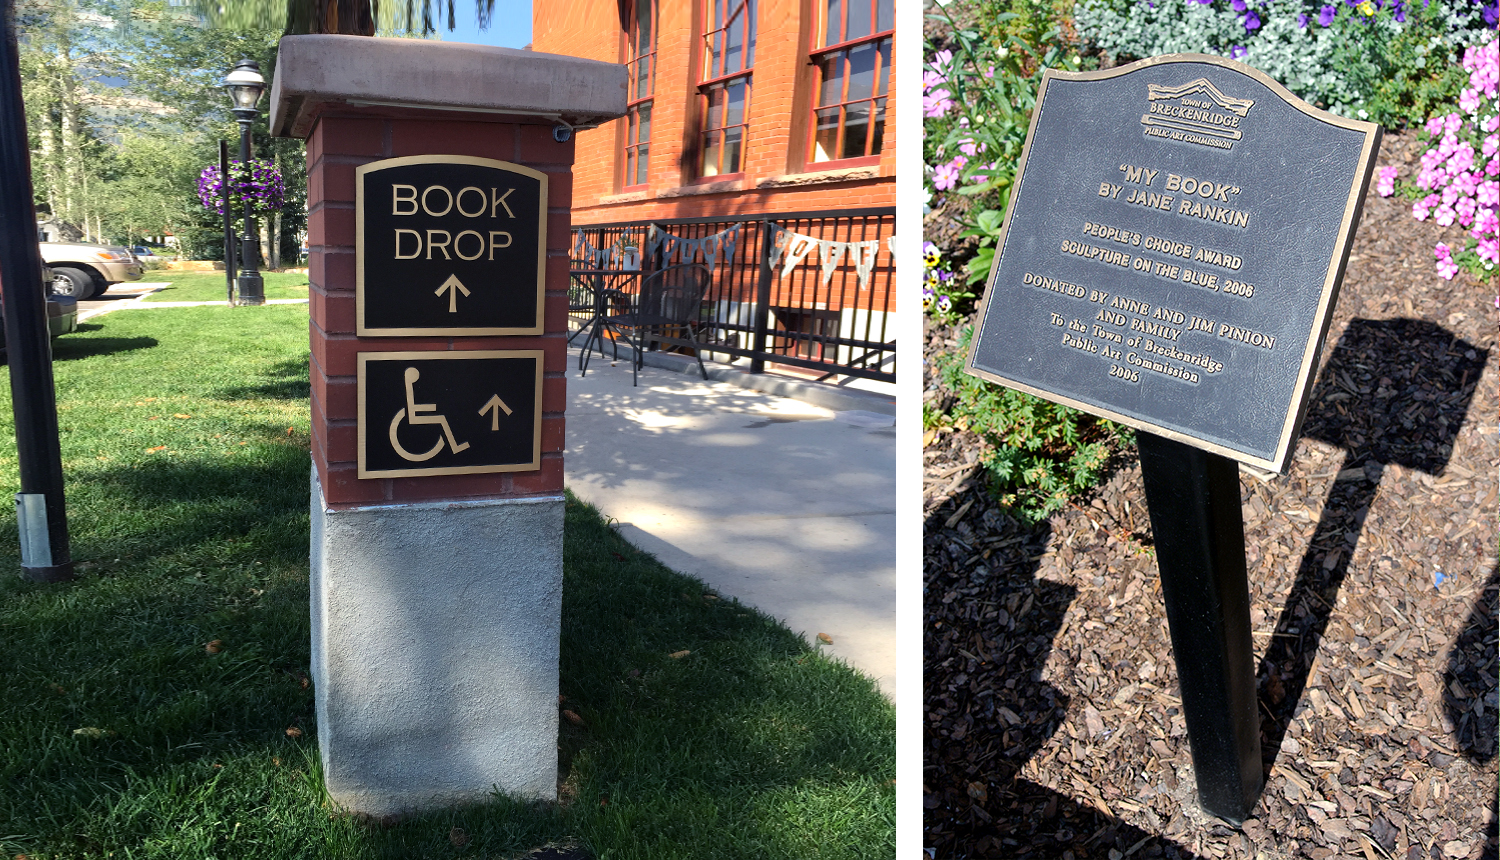 BOOK
DROP
TOWN OF
BRECKENRIDGE
PUBLIC ART COMMISSION
"MY BOOK"
BY JANE RANKIN
PEOPLE'S CHOICE AWARD
SCULPTURE ON THE BLUE, 2006
DONATED BY ANNE AND JIM PINION
AND FAMILY
To the Town of Breckenridge
Public Art Commission
2006